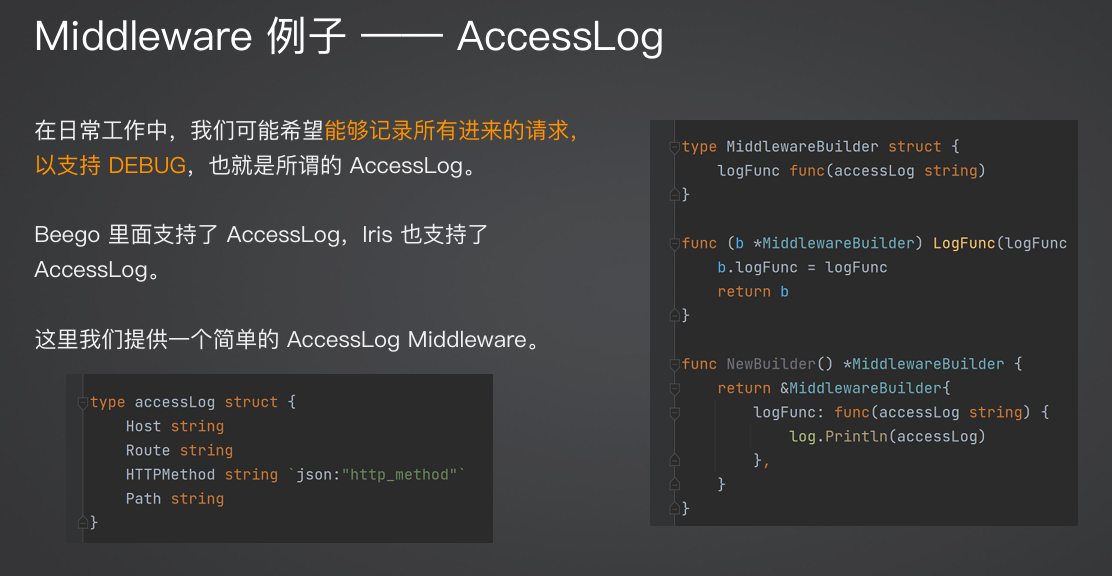 Middleware 例子 —— AccessLog
在日常工作中，我们可能希望能够记录所有进来的请求，
以支持 DEBUG，也就是所谓的 AccessLog。
Beego 里面支持了 AccessLog，Iris 也支持了
AccessLog。
这里我们提供一个简单的 AccessLog Middleware。
type accessLog struct {
    Host string
    Route string
    HTTPMethod string `json:"http_method"`
    Path string
}
type MiddlewareBuilder struct {
    logFunc func(accessLog string)
}
func (b *MiddlewareBuilder) LogFunc(logFunc
    b.logFunc = logFunc
    return b
}
func NewBuilder() *MiddlewareBuilder {
    return &MiddlewareBuilder{
        logFunc: func(accessLog string) {
            log.Println(accessLog)
        },
    }
}